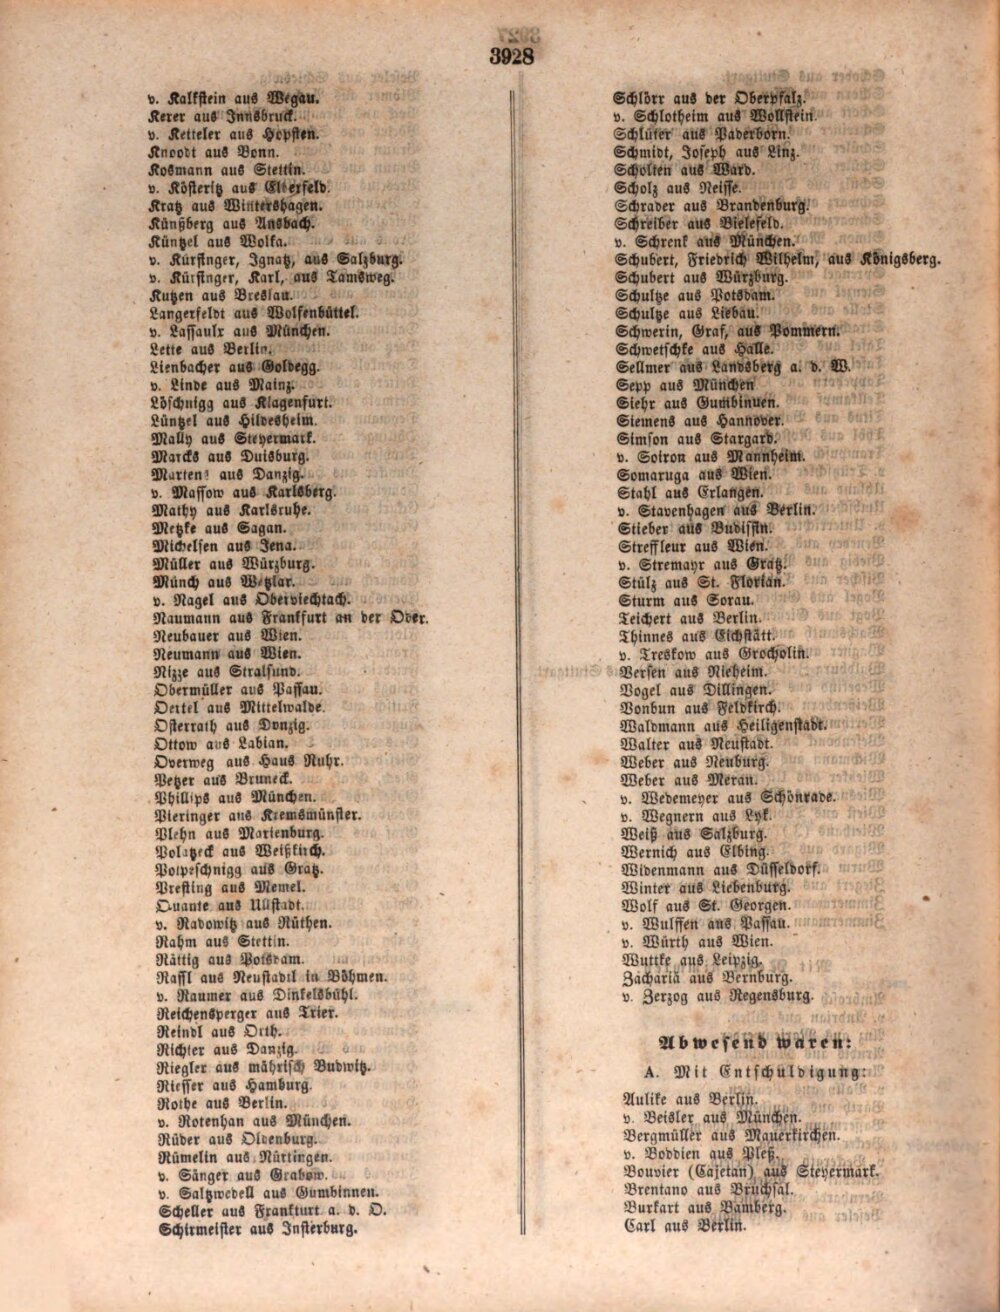 3928
v. Kalkstein aus Wegau.
Kerer aus Innsbruck.
v. Ketteler aus Hopsten.
Knoodt aus Bonn.
Kosmann aus Stettin.
v. Kösteritz aus Elberfeld.
Kratz aus Wintershagen.
Künßberg aus Ansbach.
Küntzel aus Wolka.
v. Kürsinger, Ignatz, aus Salzburg.
v. Kürsinger, Karl, aus Tamsweg.
Kutzen aus Breslau.
Langerfeldt aus Wolfenbüttel.
v. Lassaulx aus München.
Lette aus Berlin.
Lienbacher aus Goldegg.
v. Linde aus Mainz.
Löschnigg aus Klagenfurt.
Lüntzel aus Hildesheim.
Mally aus Steyermark.
Marcks aus Duisburg.
Martens aus Danzig.
v. Massow aus Karlsberg.
Mathy aus Karlsruhe.
Metzke aus Sagan.
Michelsen aus Jena.
Müller aus Würzburg.
Münch aus Wetzlar.
v. Nagel aus Oberviechtach.
Naumann aus Frankfurt an der Oder.
Neubauer aus Wien.
Neumann aus Wien.
Nizze aus Stralsund.
Obermüller aus Passau.
Oertel aus Mittelwalde.
Osterrath aus Danzig.
Ottow aus Labian.
Overweg aus Haus Ruhr.
Petzer aus Bruneck.
Phillips aus München.
Pieringer aus Kremsmünster.
Plehn aus Marienburg.
Polatzeck aus Weißkirch.
Polpeschnigg aus Gratz.
Presting aus Memel.
Quante aus Ullstadt.
v. Radowitz aus Rüthen.
Rahm aus Stettin.
Rättig aus Potsdam.
Rassl aus Neustadtl in Böhmen.
v. Raumer aus Dinkelsbühl.
Reichensperger aus Trier.
Reindl aus Orth.
Richter aus Danzig.
Riegler aus mährisch Budwitz.
Riesser aus Hamburg.
Rothe aus Berlin.
v. Rotenhan aus München.
Rüder aus Oldenburg.
Rümelin aus Nürtingen.
v. Sänger aus Grabow.
v. Saltzwedell aus Gumbinnen.
Scheller aus Frankfurt a. d. O.
Schirmeister aus Insterburg.
Schlörr aus der Oberpfalz.
v. Schlotheim aus Wollstein.
Schlüter aus Paderborn.
Schmidt, Joseph aus Linz.
Scholten aus Ward.
Scholz aus Neisse.
Schrader aus Brandenburg.
Schreiber aus Bielefeld.
v. Schrenk aus München.
Schubert, Friedrich Wilhelm, aus Königsberg.
Schubert aus Würzburg.
Schultze aus Potsdam.
Schultze aus Liebau.
Schwerin, Graf, aus Pommern.
Schwetschke aus Halle.
Sellmer aus Landsberg a. d. W.
Sepp aus München
Siehr aus Gumbinnen.
Siemens aus Hannover.
Simson aus Stargard.
v. Soiron aus Mannheim.
Somaruga aus Wien.
Stahl aus Erlangen.
v. Stavenhagen aus Berlin.
Stieber aus Budissin.
Streffleur aus Wien.
v. Stremayr aus Gratz.
Stülz aus St. Florian.
Sturm aus Sorau.
Teichert aus Berlin.
Thinnes aus Eichstätt.
v. Treskow aus Grocholin.
Versen aus Nieheim.
Vogel aus Dillingen.
Vonbun aus Feldkirch.
Waldmann aus Heiligenstadt.
Walter aus Neustadt.
Weber aus Neuburg.
Weber aus Meran.
v. Wedemeyer aus Schönrade.
v. Wegnern aus Lyk.
Weiß aus Salzburg.
Wernich aus Elbing.
Widenmann aus Düsseldorf.
Winter aus Liebenburg.
Wolf aus St. Georgen.
v. Wulffen aus Passau.
v. Würth aus Wien.
Wuttke aus Leipzig.
Zachariä aus Bernburg.
v. Zerzog aus Regensburg.
Abwesend waren:
A. Mit Entschuldigung:
Aulike aus Berlin.
v. Beisler aus München.
Bergmüller aus Mauerkirchen.
v. Boddien aus Pleß.
Bouvier (Cajetan) aus Steyermark.
Brentano aus Bruchsal.
Burkart aus Bamberg.
Carl aus Berlin.